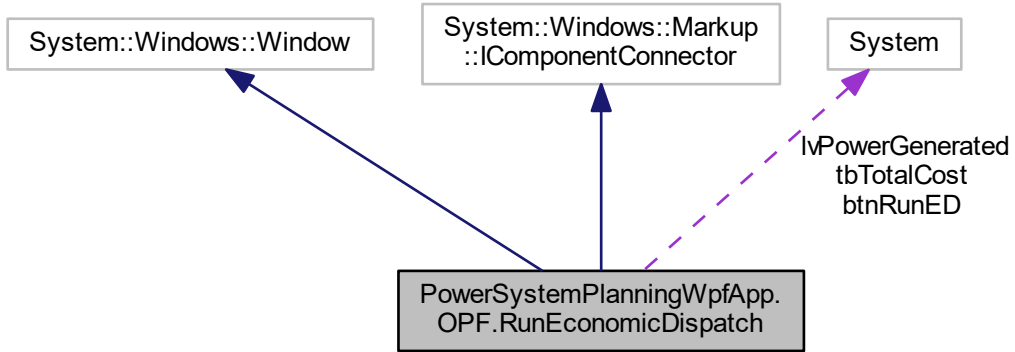 System::Windows::Window
System::Windows::Markup
::IComponentConnector
System
lvPowerGenerated
tbTotalCost
btnRunED
PowerSystemPlanningWpfApp.
OPF.RunEconomicDispatch